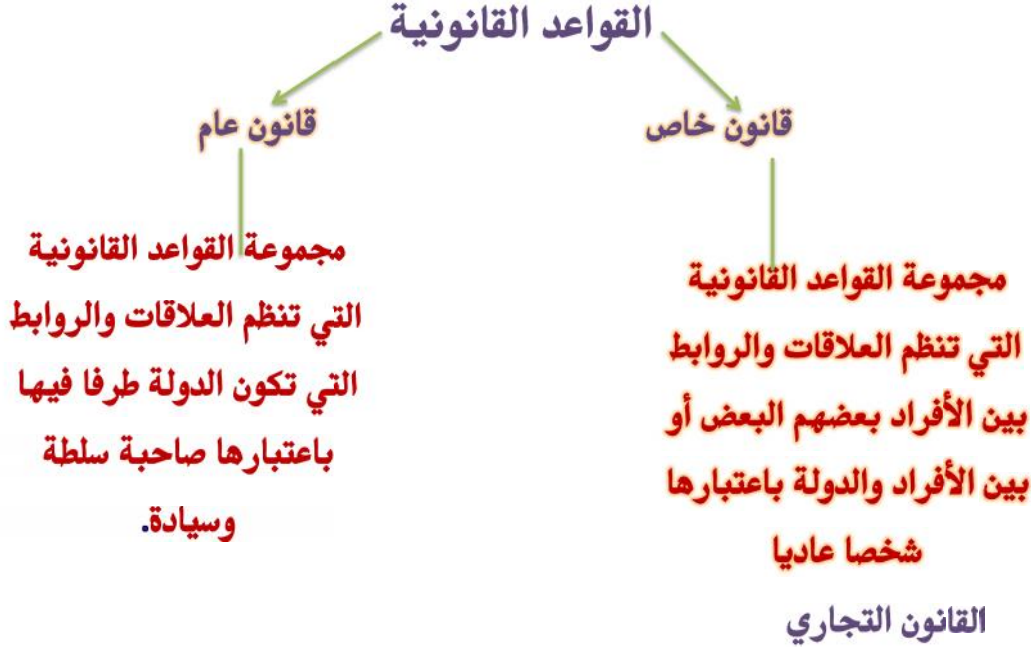 القواعد القانونية
قانون خاص
قانون عام
مجموعة القواعد القانونية
التي تنظم العلاقات والروابط
بين الأفراد بعضهم البعض أو
بين الأفراد والدولة باعتبارها
شخصا عاديا
القانون التجاري
مجموعة القواعد القانونية
التي تنظم العلاقات والروابط
التي تكون الدولة طرفا فيها
باعتبارها صاحبة سلطة
وسيادة.